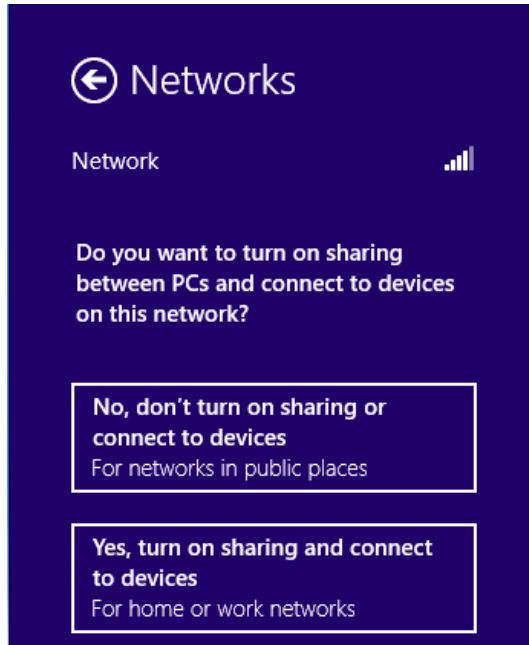 Networks
Network
Do you want to turn on sharing
between PCs and connect to devices
on this network?
No, don't turn on sharing or
connect to devices
For networks in public places
Yes, turn on sharing and connect
to devices
For home or work networks